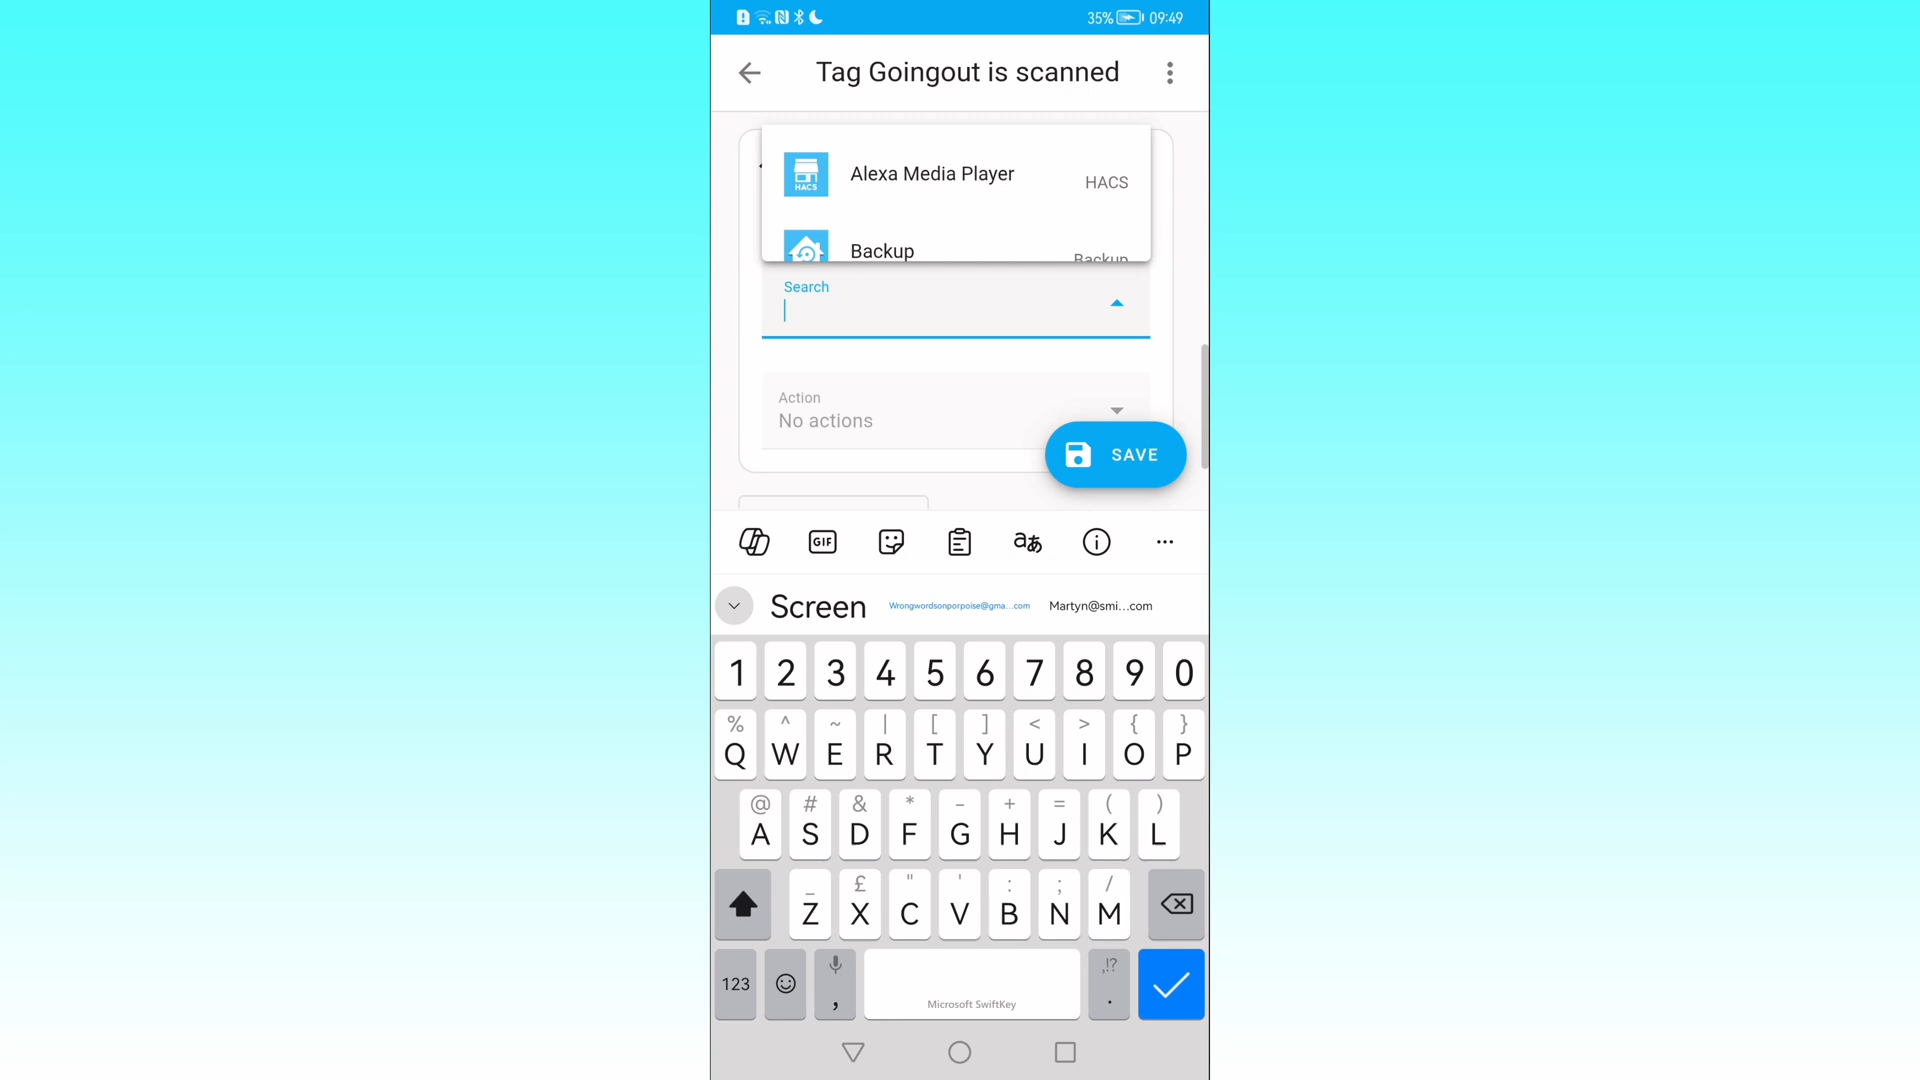 35% 09:49
Tag Goingout is scanned
HACS
Alexa Media Player
HACS
Backup
Backup
Search
Action
No actions
SAVE
GIF
aあ
Screen
Wrongwordsonporpoise@gma...com
Martyn@smi...com
1 2 3 4 5 6 7 8 9 0
% ^ ~ | [ ] < > { }
Q W E R T Y U I O P
@ # & * - + = ( )
A S D F G H J K L
_ £ " ' : ; /
Z X C V B N M
,!?
123 , .
Microsoft SwiftKey